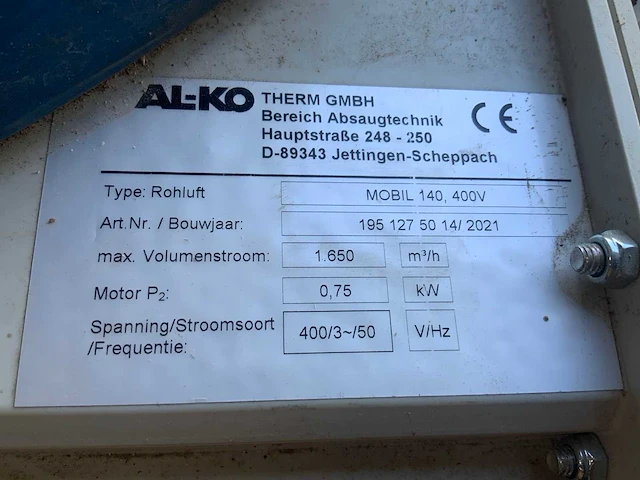 AL-KO THERM GMBH CE
Bereich Absaugtechnik
Hauptstraße 248 - 250
D-89343 Jettingen-Scheppach
Type: Rohluft MOBIL 140, 400V
Art.Nr. / Bouwjaar: 195 127 50 14/ 2021
max. Volumenstroom: 1.650 m³/h
Motor P₂: 0,75 kW
Spanning/Stroomsoort 400/3~/50 V/Hz
/Frequentie: